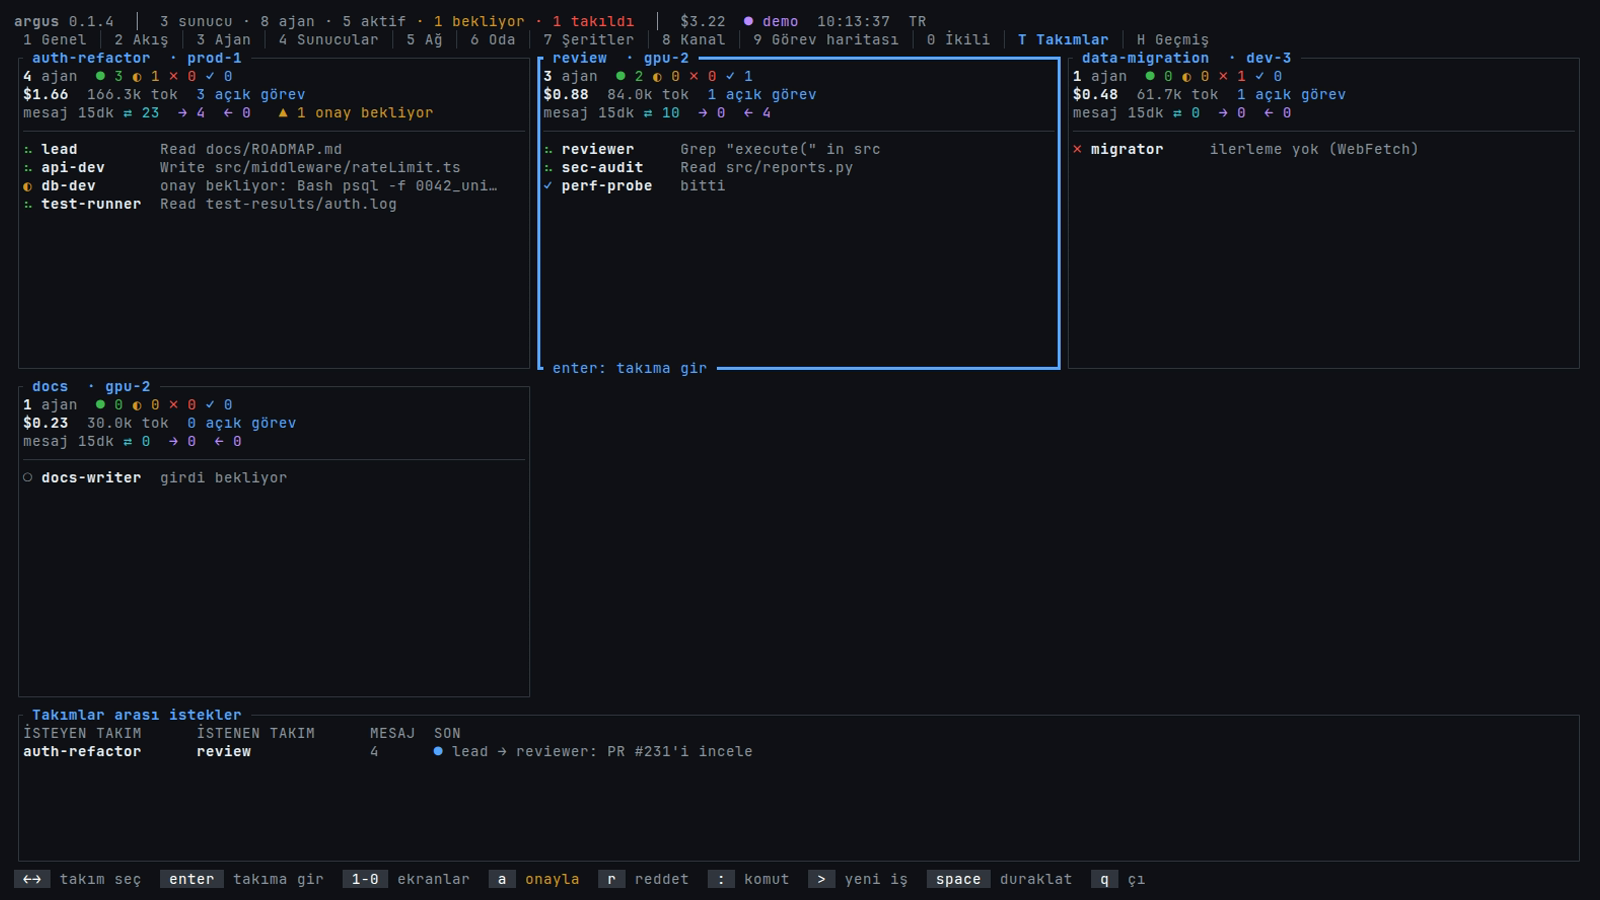 argus 0.1.4 │ 3 sunucu · 8 ajan · 5 aktif · 1 bekliyor · 1 takıldı │ $3.22 ● demo 10:13:37 TR
1 Genel │ 2 Akış │ 3 Ajan │ 4 Sunucular │ 5 Ağ │ 6 Oda │ 7 Şeritler │ 8 Kanal │ 9 Görev haritası │ 0 İkili │ T Takımlar │ H Geçmiş
auth-refactor · prod-1
4 ajan ● 3 ◐ 1 ✕ 0 ✓ 0
$1.66 166.3k tok 3 açık görev
mesaj 15dk ⇄ 23 → 4 ← 0 ▲ 1 onay bekliyor
lead Read docs/ROADMAP.md
api-dev Write src/middleware/rateLimit.ts
◐ db-dev onay bekliyor: Bash psql -f 0042_uni…
test-runner Read test-results/auth.log
review · gpu-2
3 ajan ● 2 ◐ 0 ✕ 0 ✓ 1
$0.88 84.0k tok 1 açık görev
mesaj 15dk ⇄ 10 → 0 ← 4
reviewer Grep "execute(" in src
sec-audit Read src/reports.py
✓ perf-probe bitti
enter: takıma gir
data-migration · dev-3
1 ajan ● 0 ◐ 0 ✕ 1 ✓ 0
$0.48 61.7k tok 1 açık görev
mesaj 15dk ⇄ 0 → 0 ← 0
✕ migrator ilerleme yok (WebFetch)
docs · gpu-2
1 ajan ● 0 ◐ 0 ✕ 0 ✓ 0
$0.23 30.0k tok 0 açık görev
mesaj 15dk ⇄ 0 → 0 ← 0
○ docs-writer girdi bekliyor
Takımlar arası istekler
İSTEYEN TAKIM İSTENEN TAKIM MESAJ SON
auth-refactor review 4 ● lead → reviewer: PR #231'i incele
←→ takım seç enter takıma gir 1-0 ekranlar a onayla r reddet : komut > yeni iş space duraklat q çı